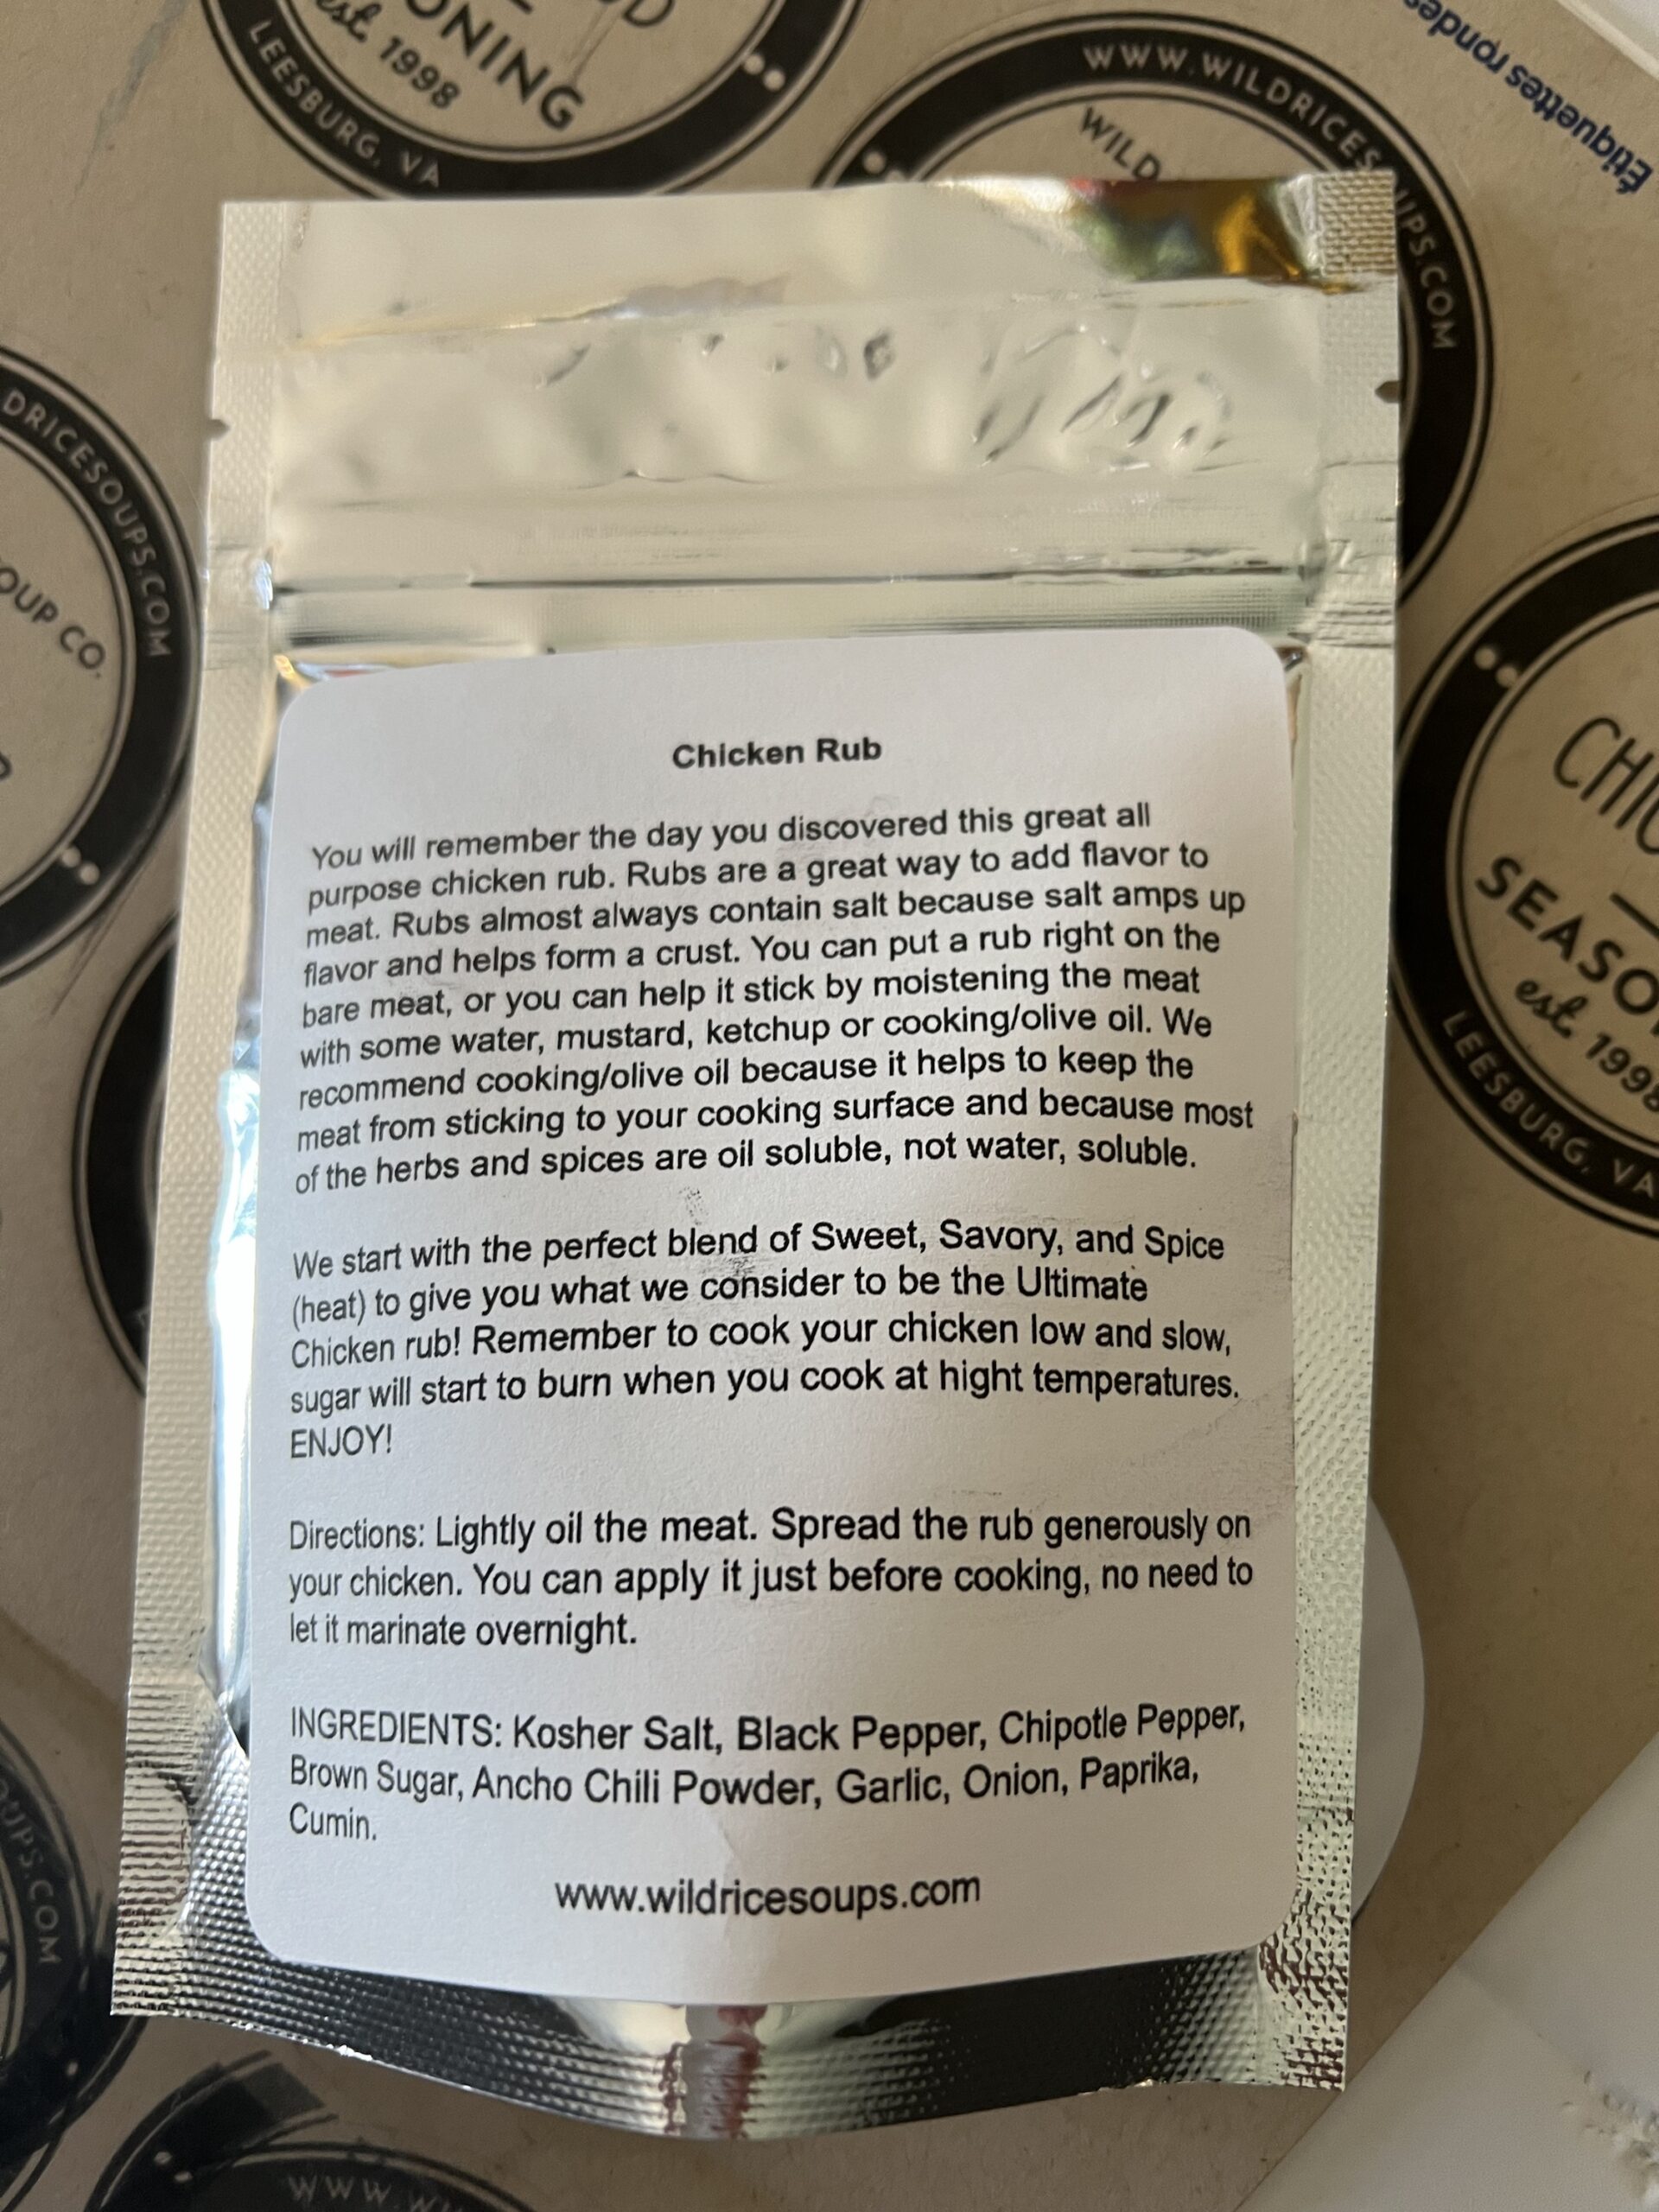 ONING
est. 1998
LEESBURG, VA
WWW.WILDRICESOUPS.COM
WILD
Étiquettes rondes
DRICESOUPS.COM
OUP CO.
Chicken Rub
You will remember the day you discovered this great all
purpose chicken rub. Rubs are a great way to add flavor to
meat. Rubs almost always contain salt because salt amps up
flavor and helps form a crust. You can put a rub right on the
bare meat, or you can help it stick by moistening the meat
with some water, mustard, ketchup or cooking/olive oil. We
recommend cooking/olive oil because it helps to keep the
meat from sticking to your cooking surface and because most
of the herbs and spices are oil soluble, not water, soluble.
We start with the perfect blend of Sweet, Savory, and Spice
(heat) to give you what we consider to be the Ultimate
Chicken rub! Remember to cook your chicken low and slow,
sugar will start to burn when you cook at hight temperatures.
ENJOY!
Directions: Lightly oil the meat. Spread the rub generously on
your chicken. You can apply it just before cooking, no need to
let it marinate overnight.
INGREDIENTS: Kosher Salt, Black Pepper, Chipotle Pepper,
Brown Sugar, Ancho Chili Powder, Garlic, Onion, Paprika,
Cumin.
www.wildricesoups.com
CHIC
SEASO
est. 1998
LEESBURG, VA
OUPS.COM
WWW.WI